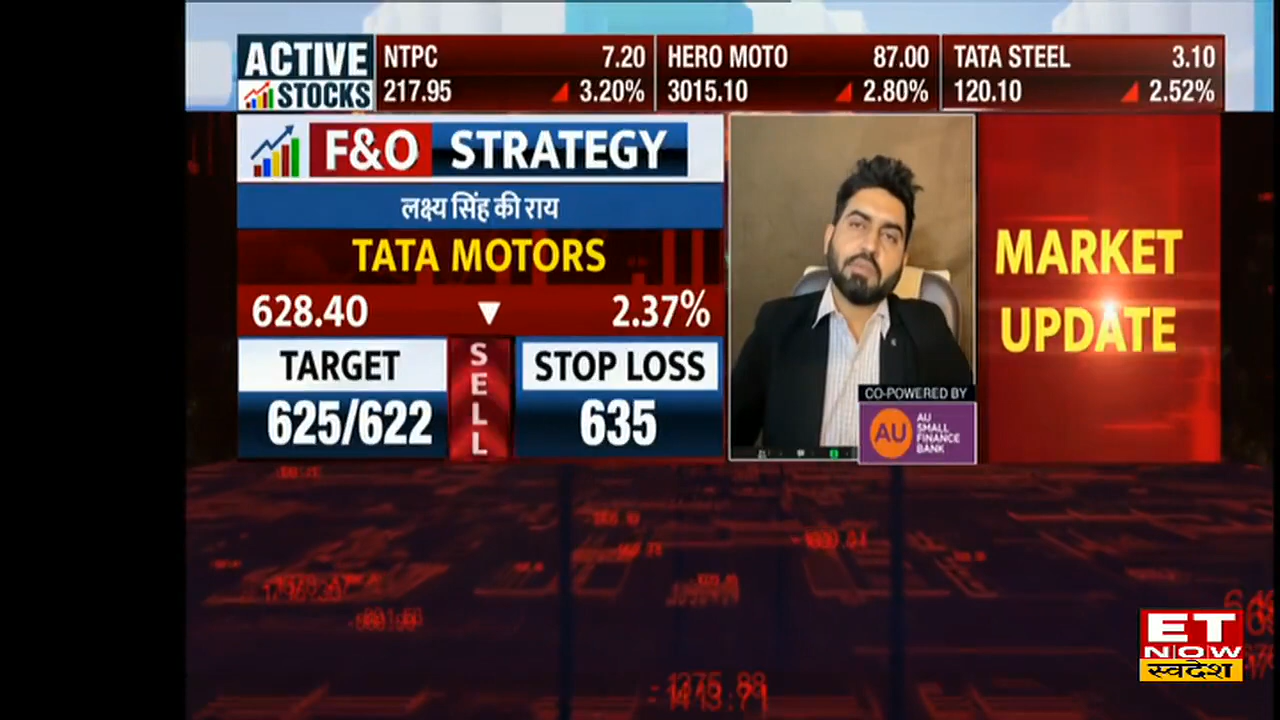 ACTIVE
STOCKS
NTPC 7.20
217.95 3.20%
HERO MOTO 87.00
3015.10 2.80%
TATA STEEL 3.10
120.10 2.52%
F&O STRATEGY
लक्ष्य सिंह की राय
TATA MOTORS
628.40 ▼ 2.37%
TARGET
625/622
SELL
STOP LOSS
635
CO-POWERED BY
AU
AU
SMALL
FINANCE
BANK
MARKET
UPDATE
ET
NOW
स्वदेश